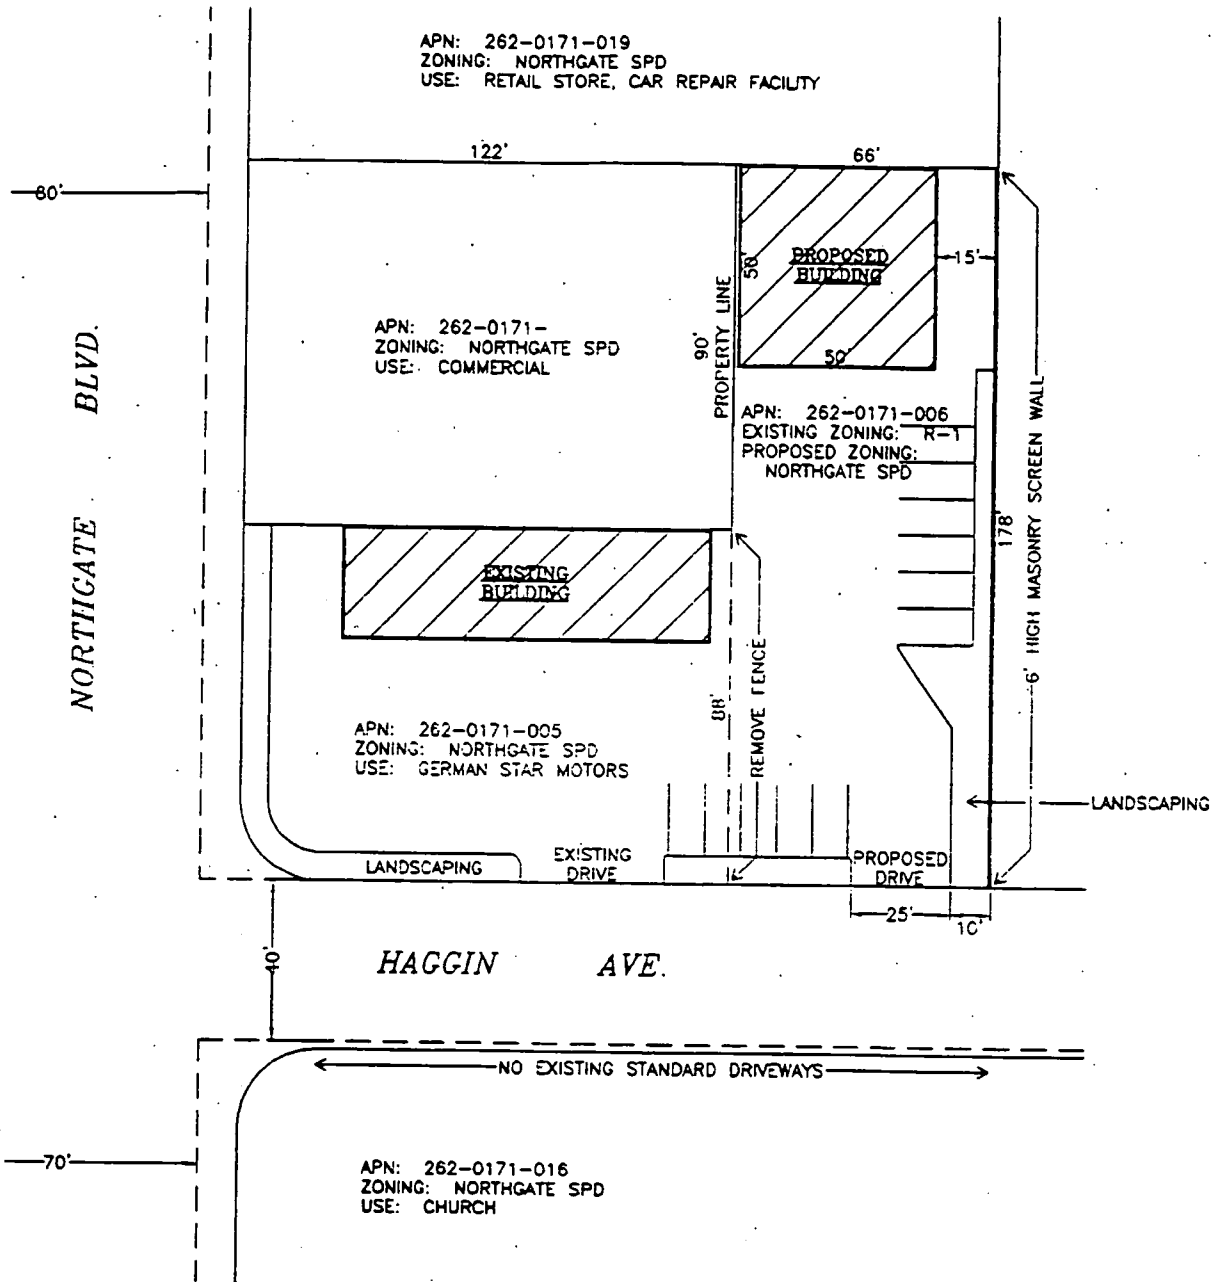 APN: 262-0171-019
ZONING: NORTHGATE SPD
USE: RETAIL STORE, CAR REPAIR FACILITY
122'
66'
80'
PROPOSED
BUILDING
50'
50'
15'
APN: 262-0171-
ZONING: NORTHGATE SPD
USE: COMMERCIAL
90'
PROPERTY LINE
APN: 262-0171-006
EXISTING ZONING: R-1
PROPOSED ZONING:
NORTHGATE SPD
178'
6' HIGH MASONRY SCREEN WALL
NORTHGATE BLVD.
EXISTING
BUILDING
88'
REMOVE FENCE
APN: 262-0171-005
ZONING: NORTHGATE SPD
USE: GERMAN STAR MOTORS
LANDSCAPING
LANDSCAPING
EXISTING
DRIVE
PROPOSED
DRIVE
25'
10'
40'
HAGGIN AVE.
NO EXISTING STANDARD DRIVEWAYS
70'
APN: 262-0171-016
ZONING: NORTHGATE SPD
USE: CHURCH